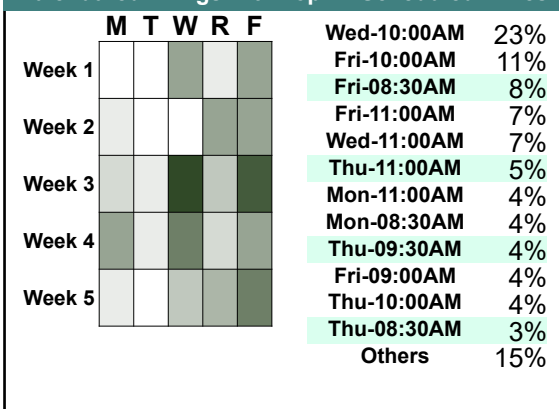 M T W R F
Week 1
Week 2
Week 3
Week 4
Week 5
Wed-10:00AM 23%
Fri-10:00AM 11%
Fri-08:30AM 8%
Fri-11:00AM 7%
Wed-11:00AM 7%
Thu-11:00AM 5%
Mon-11:00AM 4%
Mon-08:30AM 4%
Thu-09:30AM 4%
Fri-09:00AM 4%
Thu-10:00AM 4%
Thu-08:30AM 3%
Others 15%